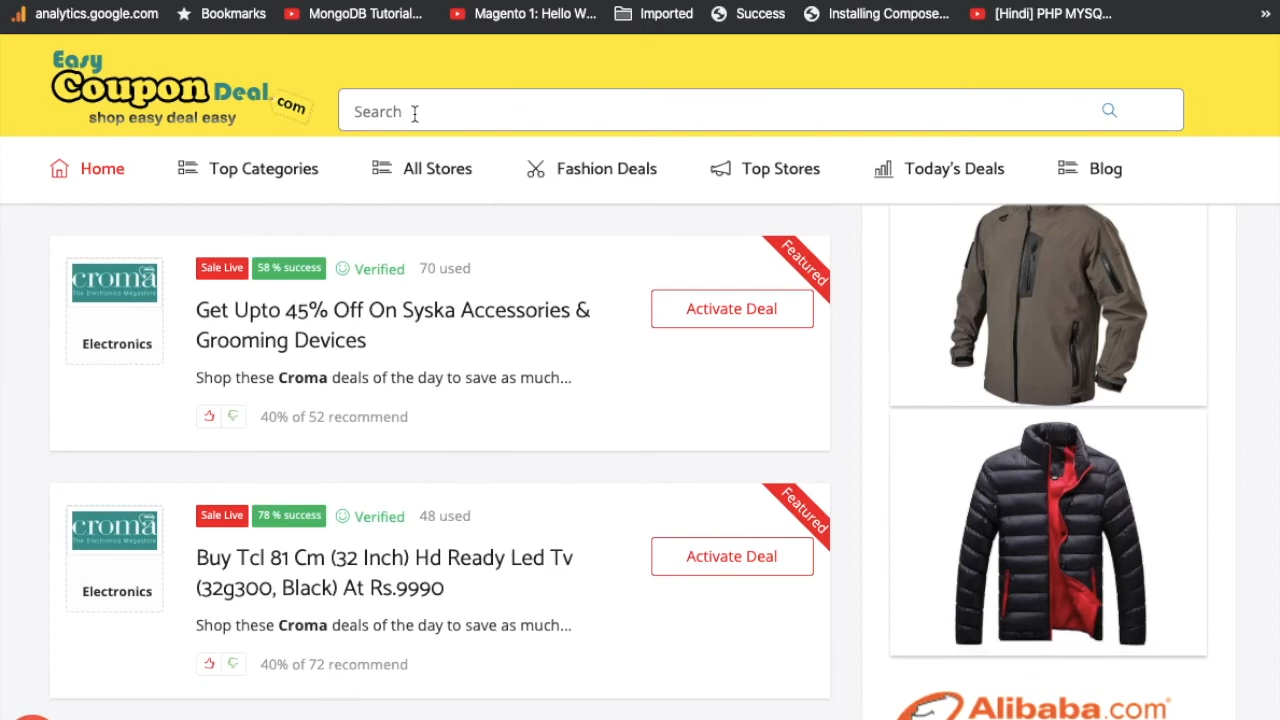 analytics.google.com Bookmarks MongoDB Tutorial... Magento 1: Hello W... Imported Success Installing Compose... [Hindi] PHP MYSQ... »
Easy
Coupon Deal.com
shop easy deal easy
Search
Home Top Categories All Stores Fashion Deals Top Stores Today's Deals Blog
croma
The Electronics Megastore
Electronics
Sale Live 58 % success Verified 70 used
Featured
Get Upto 45% Off On Syska Accessories &
Grooming Devices
Activate Deal
Shop these Croma deals of the day to save as much...
40% of 52 recommend
croma
The Electronics Megastore
Electronics
Sale Live 78 % success Verified 48 used
Featured
Buy Tcl 81 Cm (32 Inch) Hd Ready Led Tv
(32g300, Black) At Rs.9990
Activate Deal
Shop these Croma deals of the day to save as much...
40% of 72 recommend
Alibaba.com®